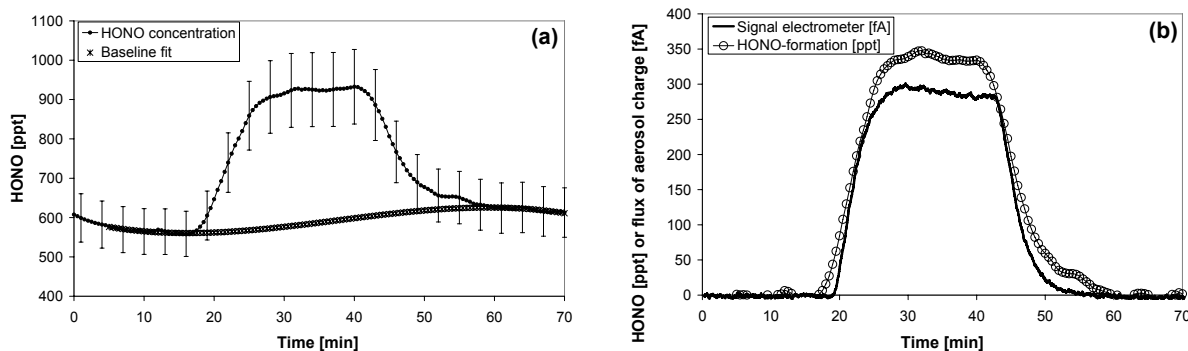 1100
1000
900
800
700
600
500
400
HONO [ppt]
HONO concentration
Baseline fit
(a)
0 10 20 30 40 50 60 70
Time [min]
400
350
300
250
200
150
100
50
0
HONO [ppt] or flux of aerosol charge [fA]
Signal electrometer [fA]
HONO-formation [ppt]
(b)
0 10 20 30 40 50 60 70
Time [min]